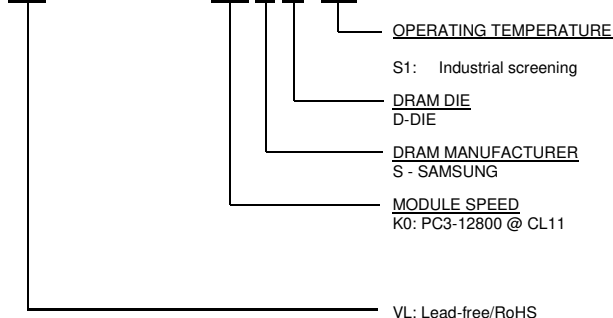 OPERATING TEMPERATURE
S1: Industrial screening
DRAM DIE
D-DIE
DRAM MANUFACTURER
S - SAMSUNG
MODULE SPEED
K0: PC3-12800 @ CL11
VL: Lead-free/RoHS